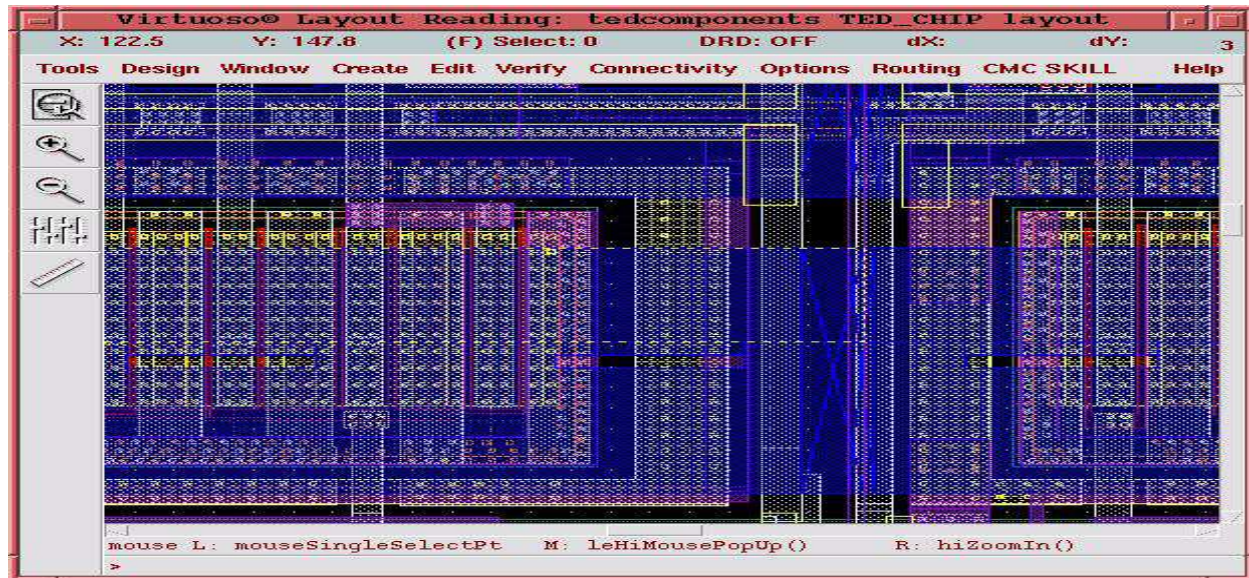 Virtuoso® Layout Reading: tedcomponents TED_CHIP layout
X: 122.5 Y: 147.8 (F) Select: 0 DRD: OFF dX: dY: 3
Tools Design Window Create Edit Verify Connectivity Options Routing CMC SKILL Help
mouse L: mouseSingleSelectPt M: leHiMousePopUp() R: hiZoomIn()
>